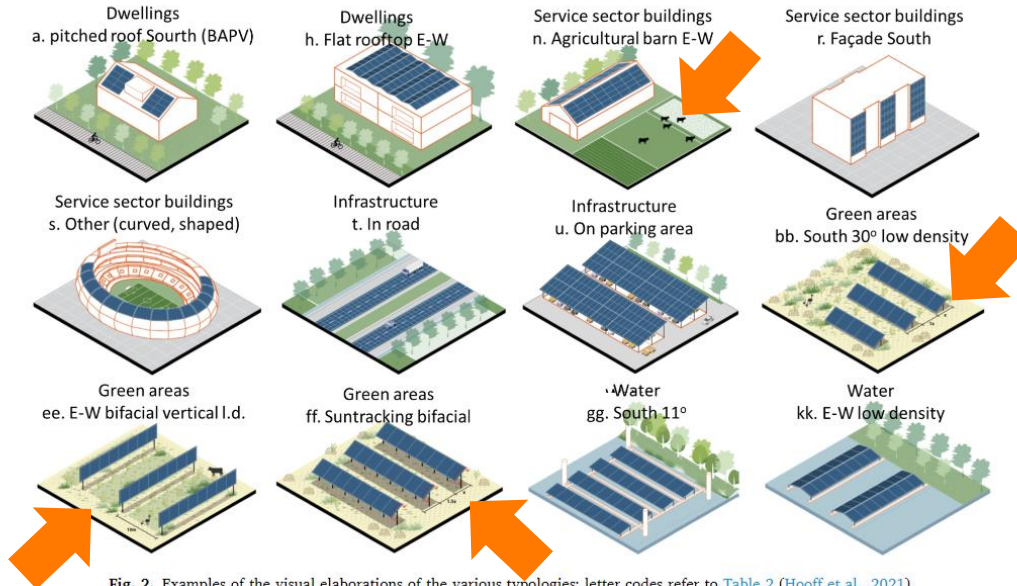 Dwellings
a. pitched roof Sourth (BAPV)
Dwellings
h. Flat rooftop E-W
Service sector buildings
n. Agricultural barn E-W
Service sector buildings
r. Façade South
Service sector buildings
s. Other (curved, shaped)
Infrastructure
t. In road
Infrastructure
u. On parking area
Green areas
bb. South 30° low density
Green areas
ee. E-W bifacial vertical l.d.
Green areas
ff. Suntracking bifacial
Water
gg. South 11°
Water
kk. E-W low density
Fig. 2. Examples of the visual elaborations of the various typologies; letter codes refer to Table 2 (Hooff et al., 2021)